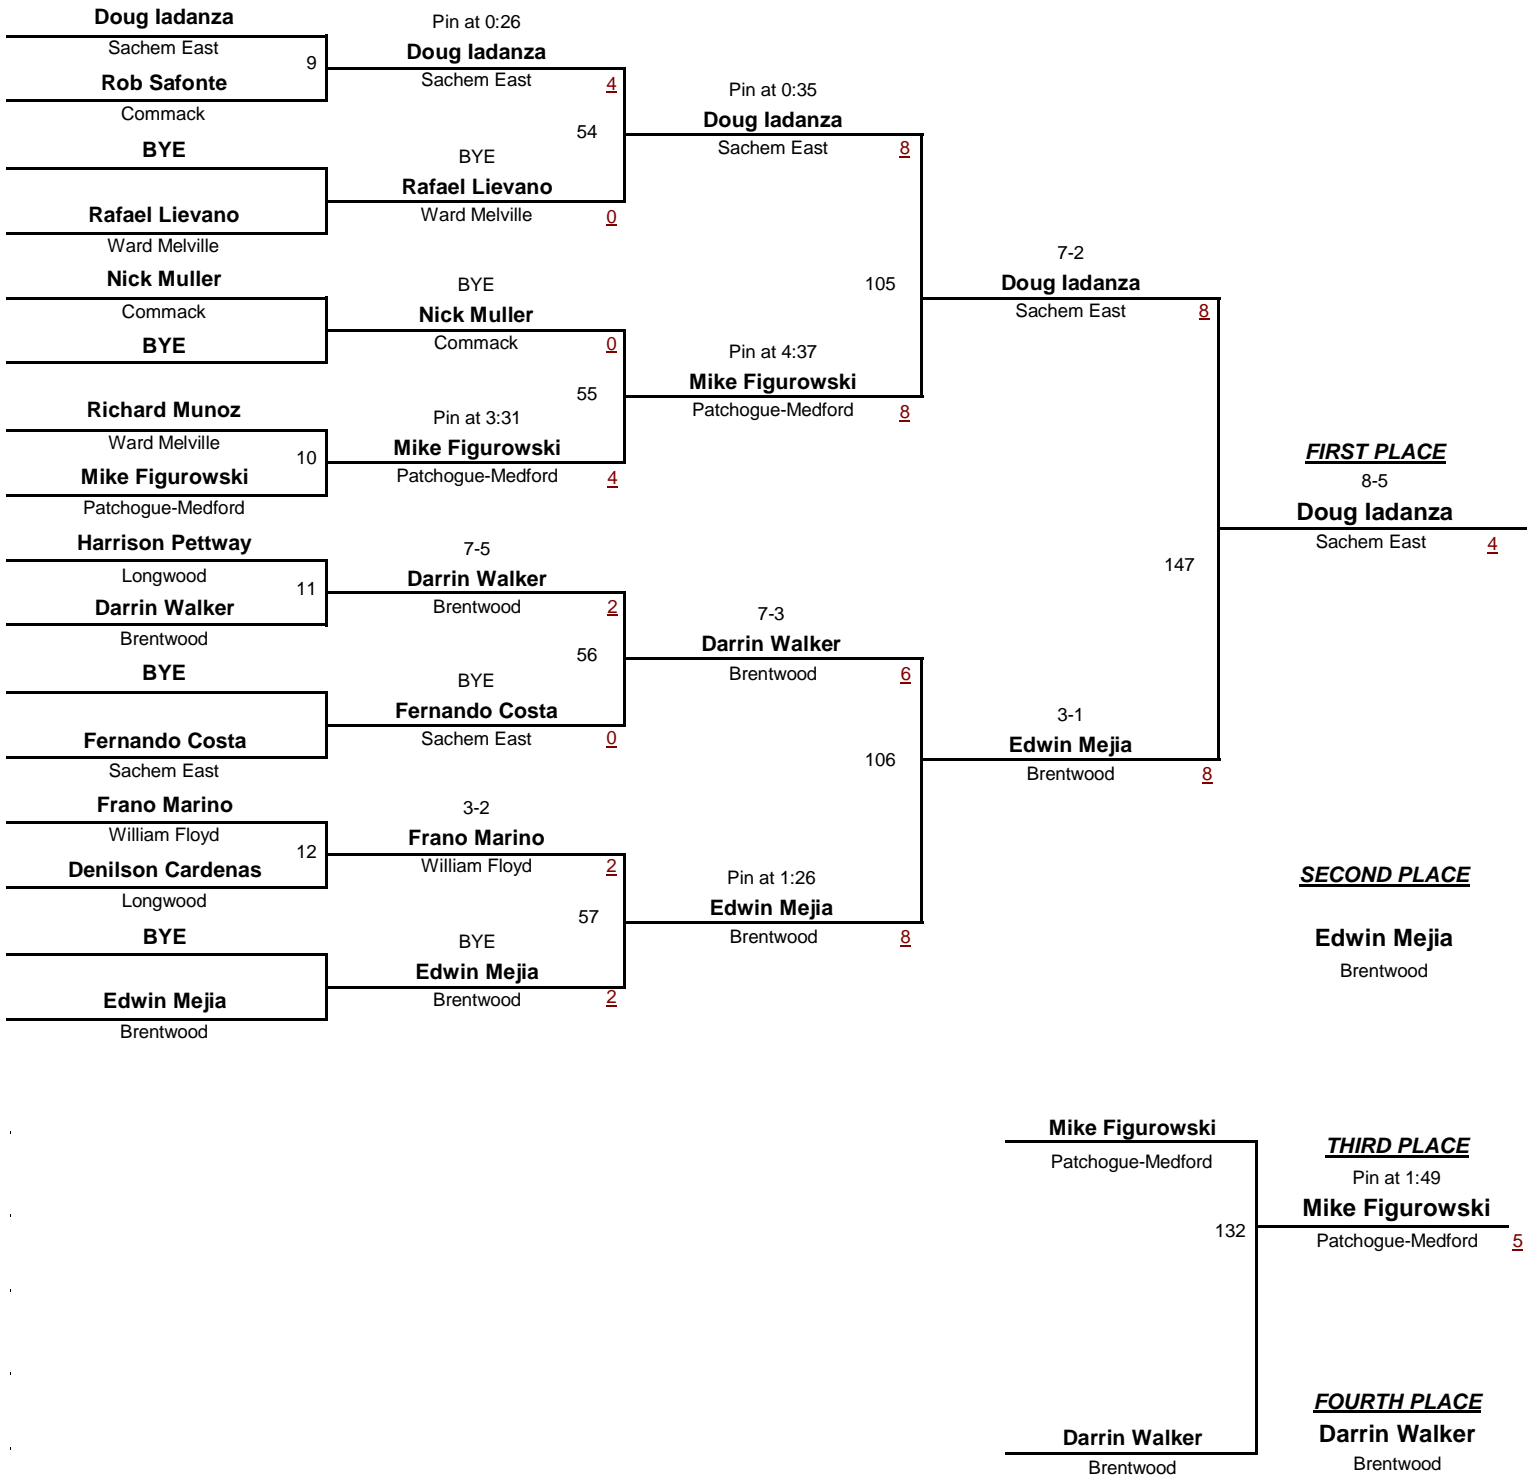 Doug Iadanza
Sachem East
9
Rob Safonte
Commack
BYE
Rafael Lievano
Ward Melville
Nick Muller
Commack
BYE
Richard Munoz
Ward Melville
10
Mike Figurowski
Patchogue-Medford
Harrison Pettway
Longwood
11
Darrin Walker
Brentwood
BYE
Fernando Costa
Sachem East
Frano Marino
William Floyd
12
Denilson Cardenas
Longwood
BYE
Edwin Mejia
Brentwood
Pin at 0:26
Doug Iadanza
Sachem East
4
54
BYE
Rafael Lievano
Ward Melville
0
BYE
Nick Muller
Commack
0
55
Pin at 3:31
Mike Figurowski
Patchogue-Medford
4
7-5
Darrin Walker
Brentwood
2
56
BYE
Fernando Costa
Sachem East
0
3-2
Frano Marino
William Floyd
2
57
BYE
Edwin Mejia
Brentwood
2
Pin at 0:35
Doug Iadanza
Sachem East
8
105
Pin at 4:37
Mike Figurowski
Patchogue-Medford
8
7-3
Darrin Walker
Brentwood
6
106
Pin at 1:26
Edwin Mejia
Brentwood
8
7-2
Doug Iadanza
Sachem East
8
147
3-1
Edwin Mejia
Brentwood
8
FIRST PLACE
8-5
Doug Iadanza
Sachem East
4
SECOND PLACE
Edwin Mejia
Brentwood
Mike Figurowski
Patchogue-Medford
132
Darrin Walker
Brentwood
THIRD PLACE
Pin at 1:49
Mike Figurowski
Patchogue-Medford
5
FOURTH PLACE
Darrin Walker
Brentwood